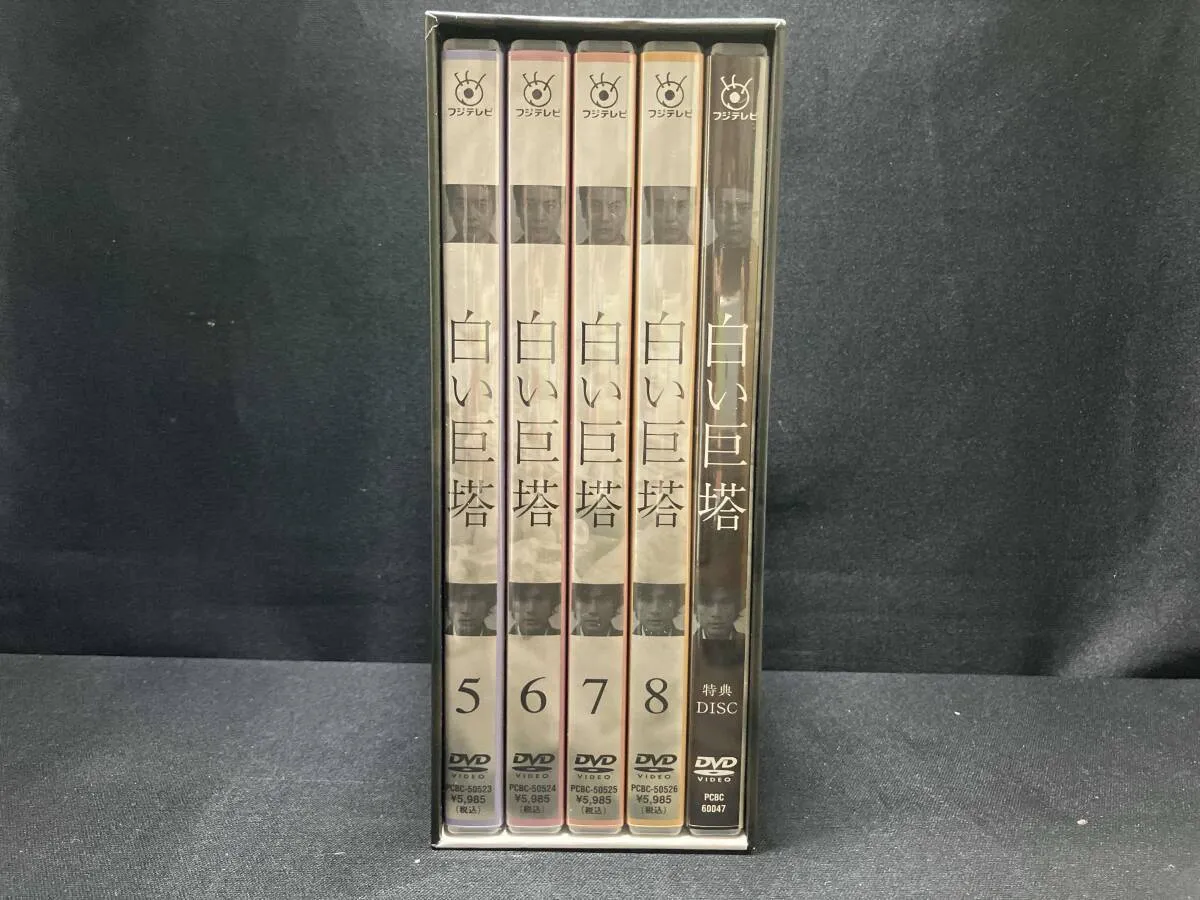 フジテレビ
白い巨塔
5
DVD
VIDEO
PCBC-50523
¥5,985
(税込)
フジテレビ
白い巨塔
6
DVD
VIDEO
PCBC-50524
¥5,985
(税込)
フジテレビ
白い巨塔
7
DVD
VIDEO
PCBC-50525
¥5,985
(税込)
フジテレビ
白い巨塔
8
DVD
VIDEO
PCBC-50526
¥5,985
(税込)
フジテレビ
白い巨塔
特典
DISC
DVD
VIDEO
PCBC
60047